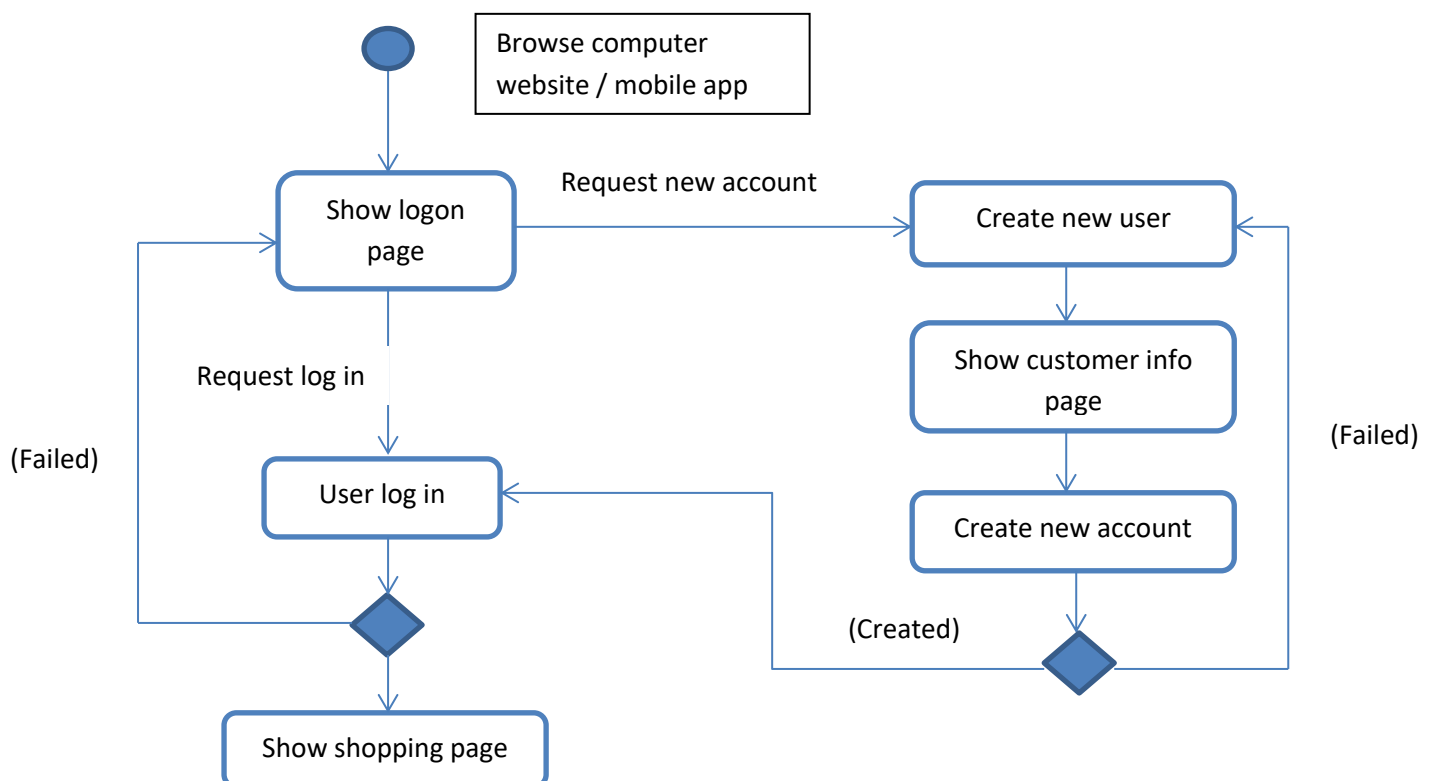 Browse computer
website / mobile app
Request new account
Show logon
page
Create new user
Show customer info
page
Request log in
(Failed)
(Failed)
User log in
Create new account
(Created)
Show shopping page